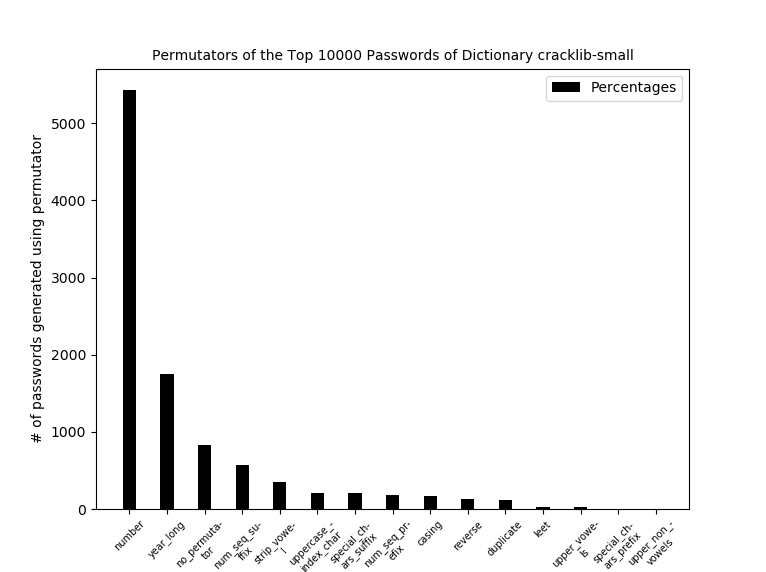 Permutators of the Top 10000 Passwords of Dictionary cracklib-small
Percentages
# of passwords generated using permutator
5000
4000
3000
2000
1000
0
number
year_long
no_permuta-
tor
num_seq_su-
ffix
strip_vowe-
l
uppercase_-
index_char
special_ch-
ars_suffix
num_seq_pr-
efix
casing
reverse
duplicate
leet
upper_vowe-
ls
special_ch-
ars_prefix
upper_non_-
vowels